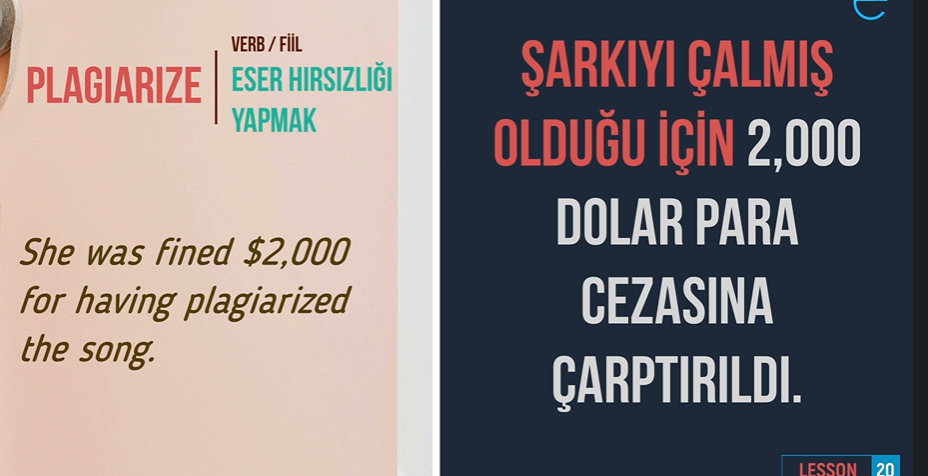 PLAGIARIZE
VERB / FİİL
ESER HIRSIZLIĞI
YAPMAK
She was fined $2,000
for having plagiarized
the song.
ŞARKIYI ÇALMIŞ
OLDUĞU İÇİN 2,000
DOLAR PARA
CEZASINA
ÇARPTIRILDI.
LESSON 20